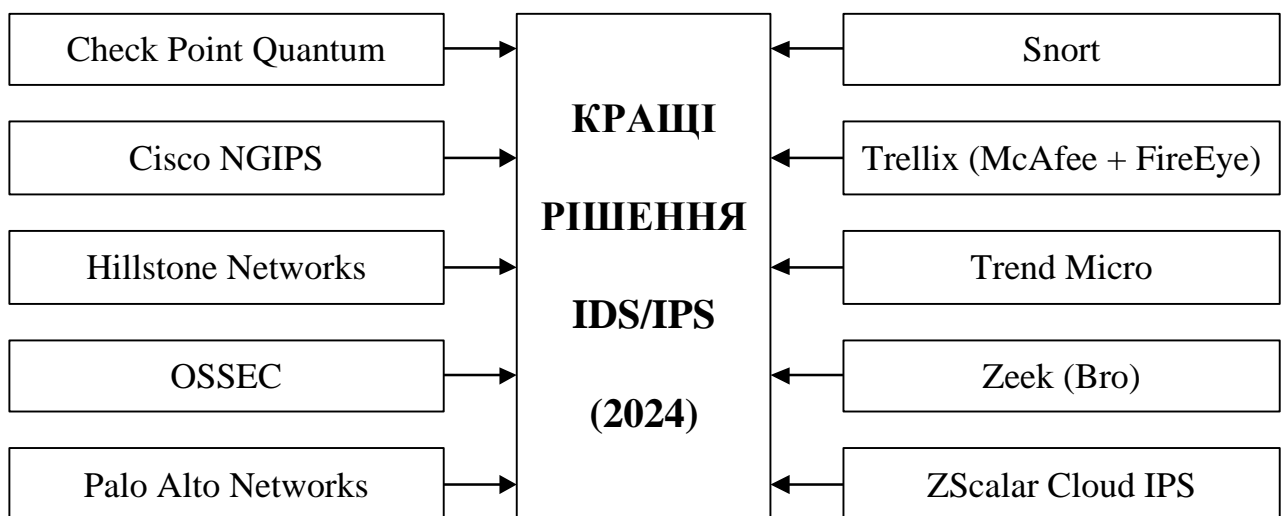 Check Point Quantum
Cisco NGIPS
Hillstone Networks
OSSEC
Palo Alto Networks
КРАЩІ
РІШЕННЯ
IDS/IPS
(2024)
Snort
Trellix (McAfee + FireEye)
Trend Micro
Zeek (Bro)
ZScalar Cloud IPS